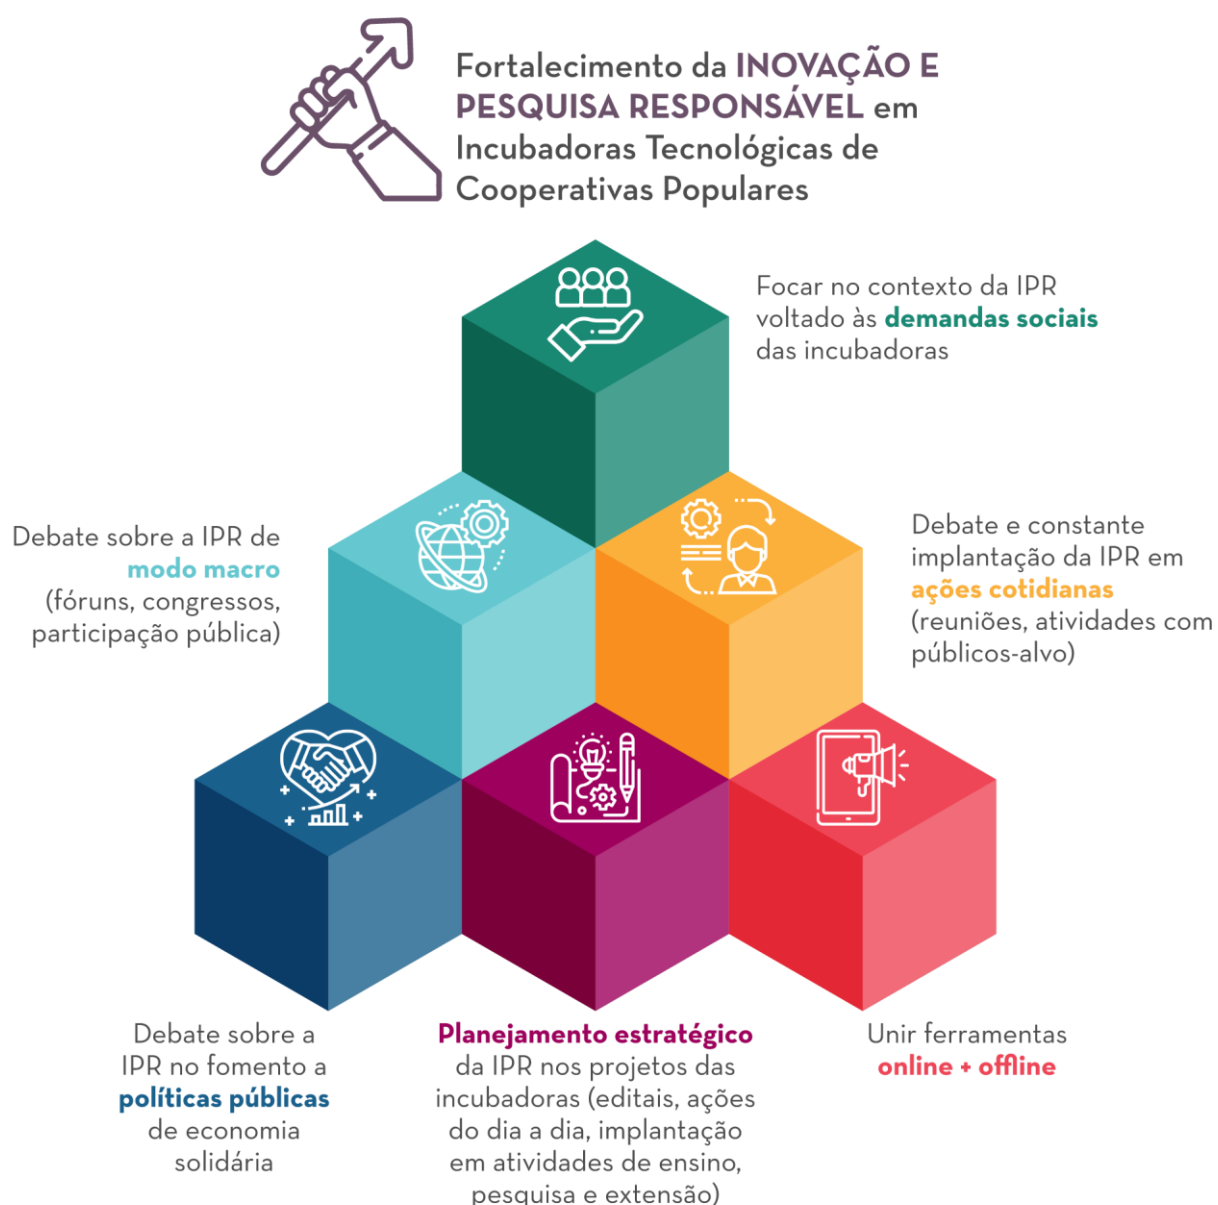 Fortalecimento da INOVAÇÃO E
PESQUISA RESPONSÁVEL em
Incubadoras Tecnológicas de
Cooperativas Populares
Focar no contexto da IPR
voltado às demandas sociais
das incubadoras
Debate sobre a IPR de
modo macro
(fóruns, congressos,
participação pública)
Debate e constante
implantação da IPR em
ações cotidianas
(reuniões, atividades com
públicos-alvo)
Debate sobre a
IPR no fomento a
políticas públicas
de economia
solidária
Planejamento estratégico
da IPR nos projetos das
incubadoras (editais, ações
do dia a dia, implantação
em atividades de ensino,
pesquisa e extensão)
Unir ferramentas
online + offline